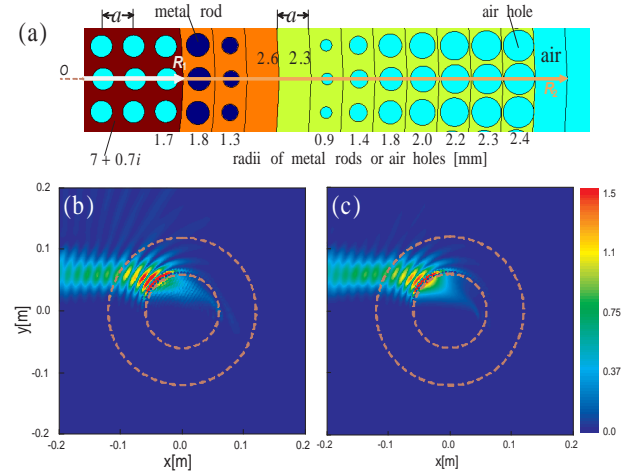 a
metal rod
a
air hole
(a)
2.6
2.3
air
o
R1
R2
1.7
1.8
1.3
0.9
1.4
1.8
2.0
2.2
2.3
2.4
7 + 0.7i
radii of metal rods or air holes [mm]
0.2
(b)
(c)
1.5
0.1
1.1
y[m]
0.0
0.75
-0.1
0.37
-0.2
0.0
-0.2
-0.1
0.0
0.1
0.2
-0.2
-0.1
0.0
0.1
0.2
x[m]
x[m]